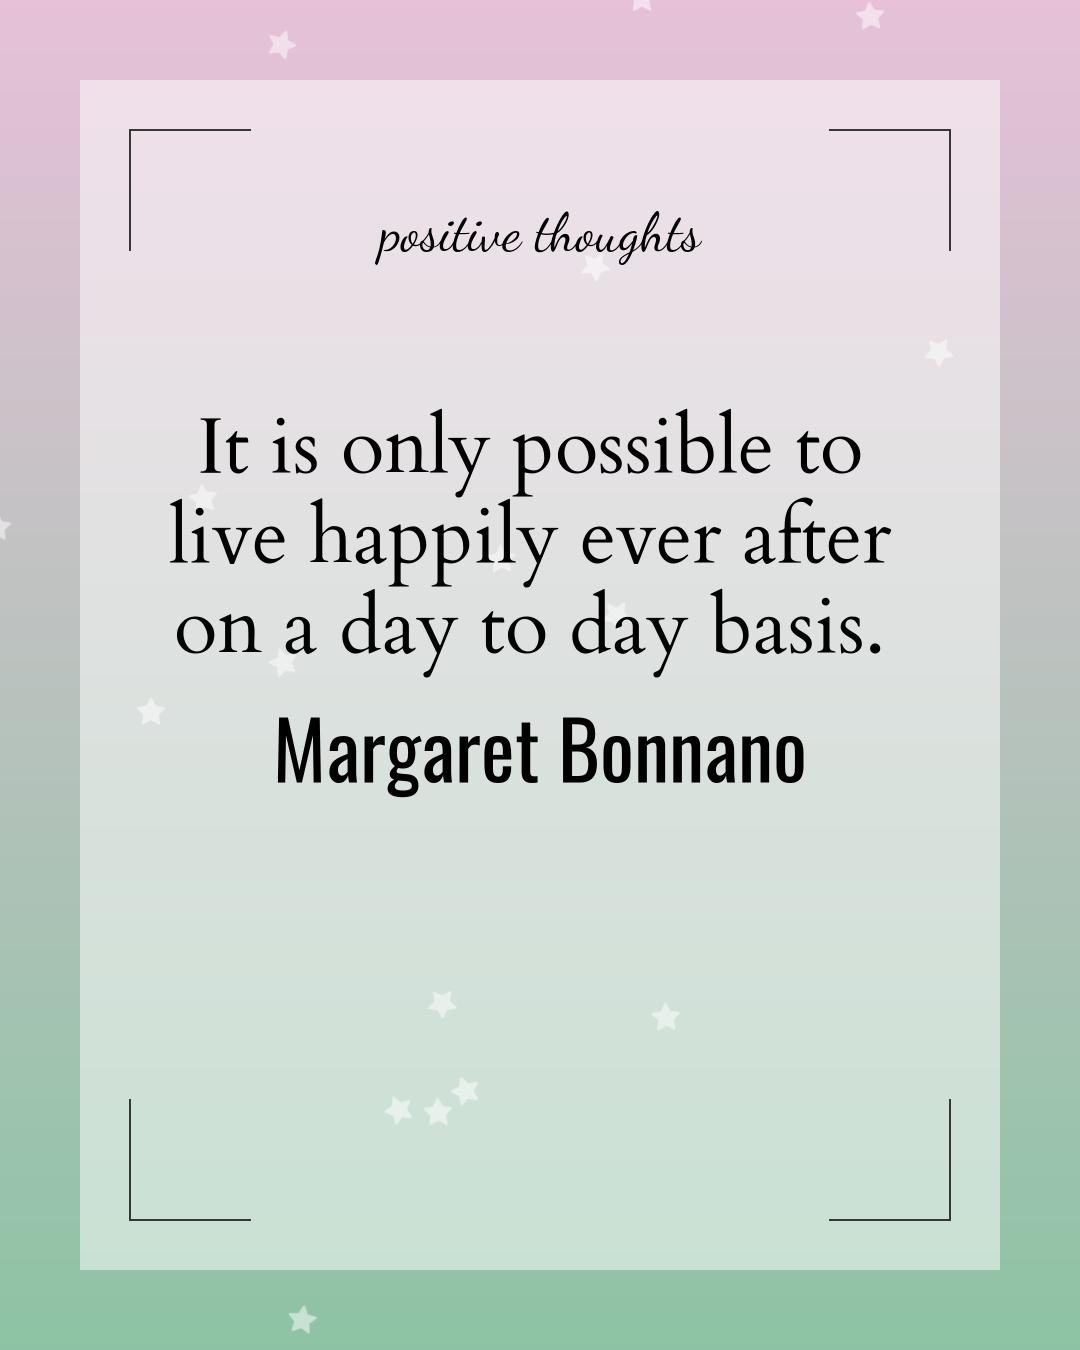 positive thoughts
It is only possible to
live happily ever after
on a day to day basis.
Margaret Bonnano